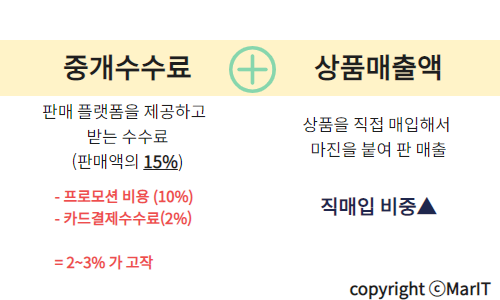 중개수수료
판매 플랫폼을 제공하고
받는 수수료
(판매액의 15%)
- 프로모션 비용 (10%)
- 카드결제수수료(2%)
= 2~3% 가 고작
상품매출액
상품을 직접 매입해서
마진을 붙여 판 매출
직매입 비중▲
copyright ⓒMarIT